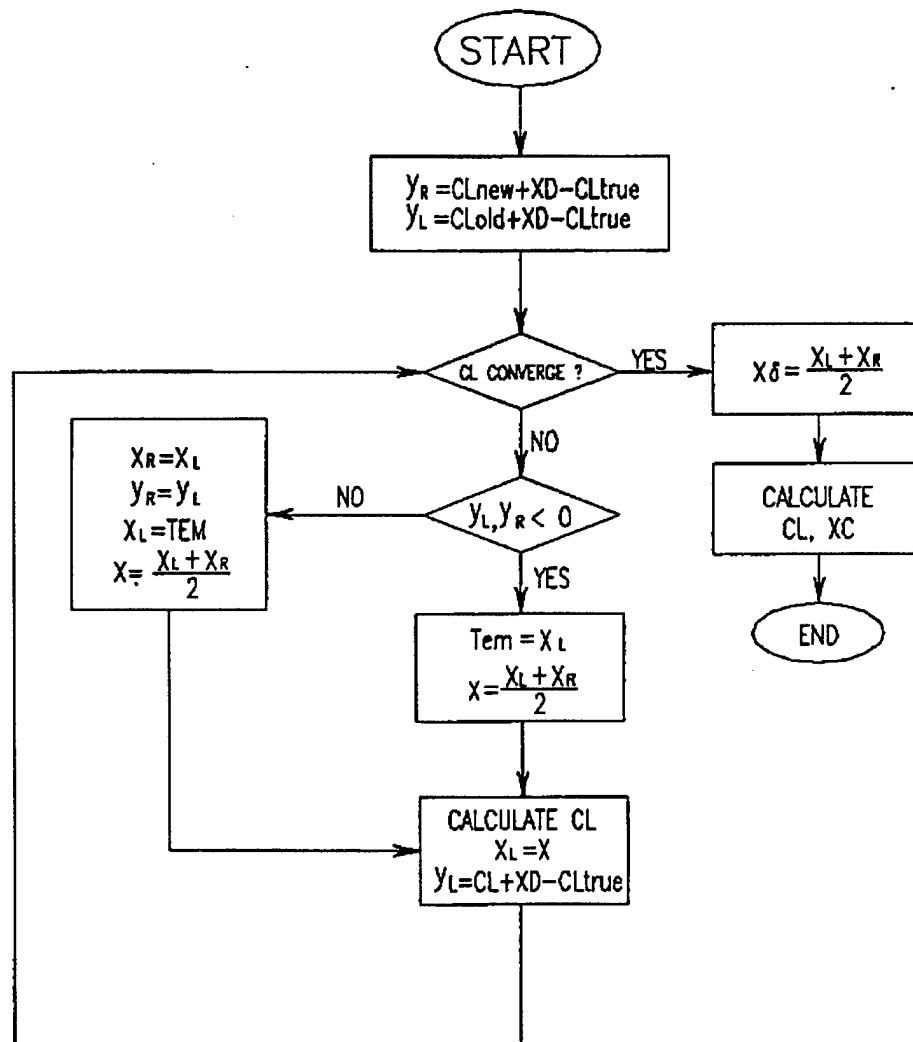 START
yR=CLnew+XD-CLtrue
yL=CLold+XD-CLtrue
CL CONVERGE ?
YES
Xδ= XL+XR
2
NO
CALCULATE
CL, XC
END
yL,yR< 0
NO
XR=XL
yR=yL
XL=TEM
X= XL+XR
2
YES
Tem=XL
X= XL+XR
2
CALCULATE CL
XL=X
yL=CL+XD-CLtrue